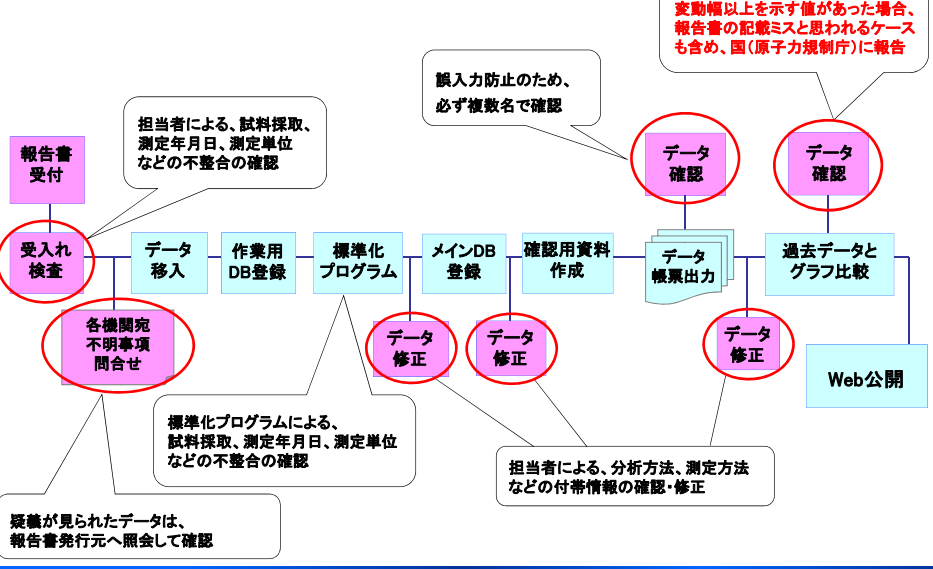 変動幅以上を示す値があった場合、
報告書の記載ミスと思われるケース
も含め、国(原子力規制庁)に報告
誤入力防止のため、
必ず複数名で確認
担当者による、試料採取、
測定年月日、測定単位
などの不整合の確認
報告書
受付
データ
確認
データ
確認
受入れ
検査
データ
移入
作業用
DB登録
標準化
プログラム
メインDB
登録
確認用資料
作成
データ
帳票出力
過去データと
グラフ比較
各機関宛
不明事項
問合せ
データ
修正
データ
修正
データ
修正
Web公開
標準化プログラムによる、
試料採取、測定年月日、測定単位
などの不整合の確認
担当者による、分析方法、測定方法
などの付帯情報の確認・修正
疑義が見られたデータは、
報告書発行元へ照会して確認